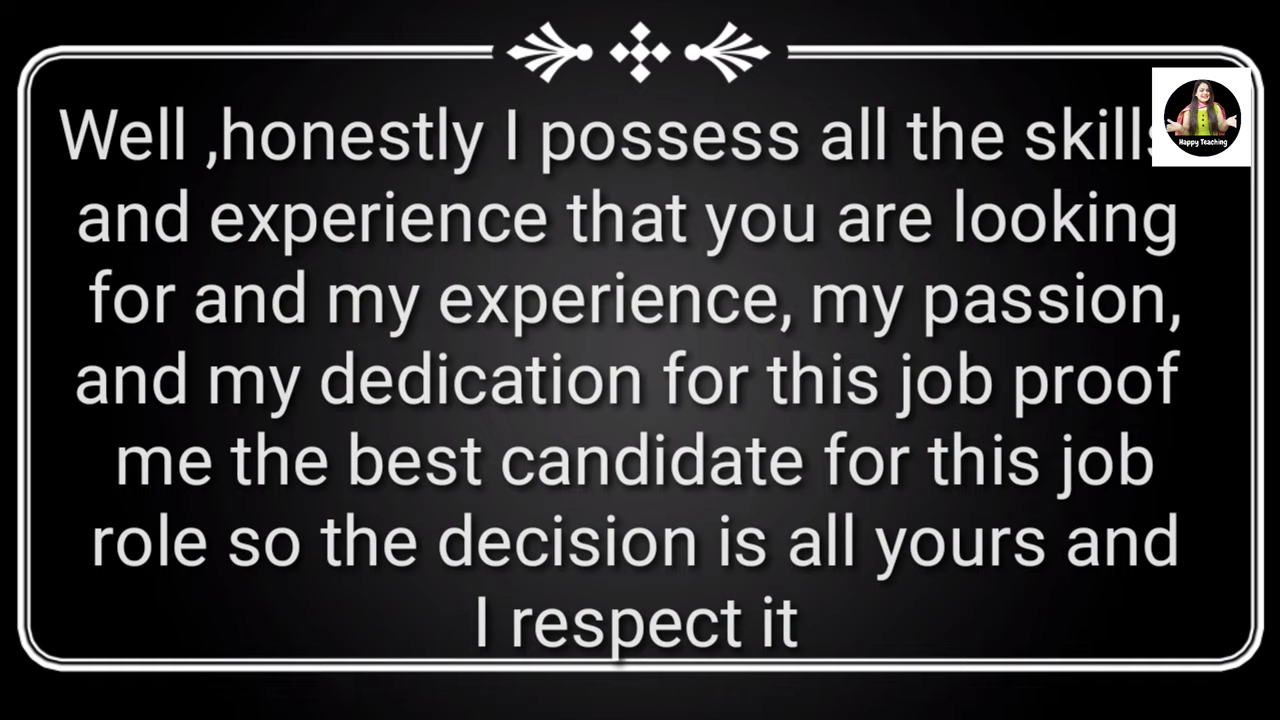 Well ,honestly I possess all the skills
and experience that you are looking
for and my experience, my passion,
and my dedication for this job proof
me the best candidate for this job
role so the decision is all yours and
I respect it
Happy Teaching